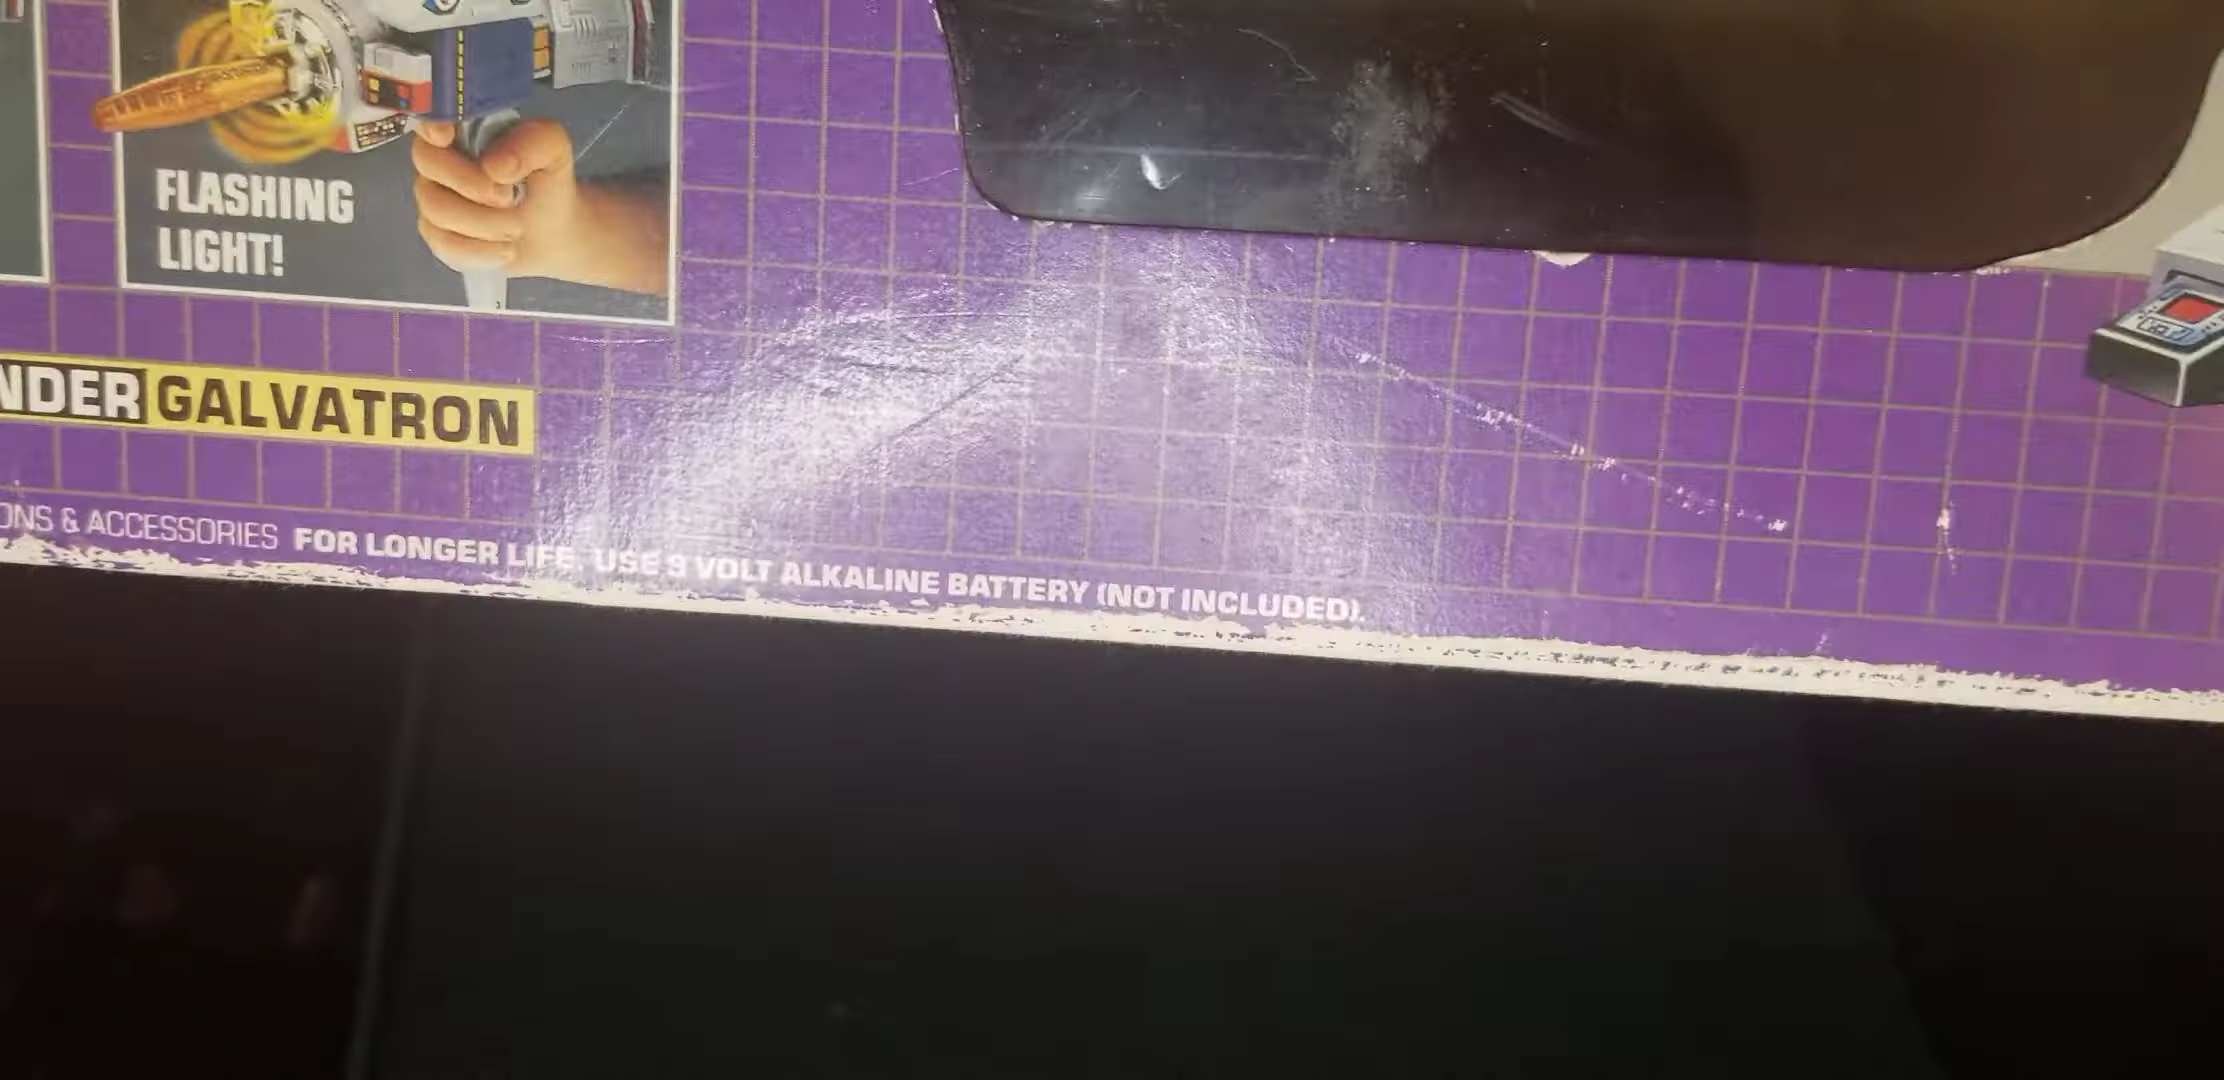 FLASHING
LIGHT!
NDER GALVATRON
ONS & ACCESSORIES FOR LONGER LIFE, USE 9 VOLT ALKALINE BATTERY (NOT INCLUDED).